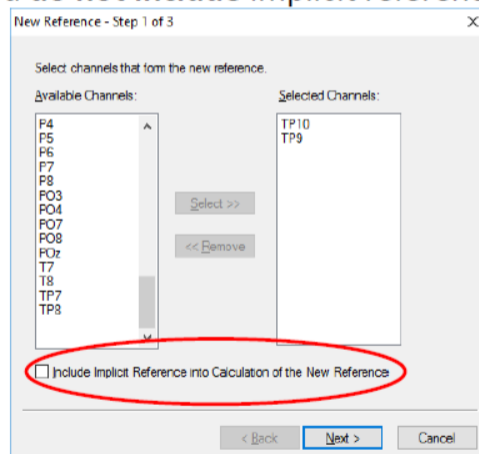 New Reference - Step 1 of 3
Select channels that form the new reference.
Available Channels:
P4
P5
P6
P7
P8
PO3
PO4
PO7
PO8
POz
T7
T8
TP7
TP8
Select >>
<< Remove
Selected Channels:
TP10
TP9
Include Implicit Reference into Calculation of the New Reference
< Back
Next >
Cancel